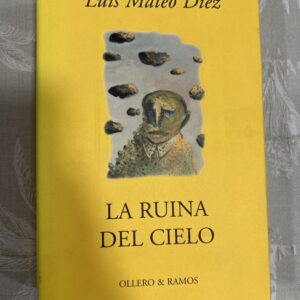 Luis Mateo Díez
LA RUINA
DEL CIELO
OLLERO & RAMOS